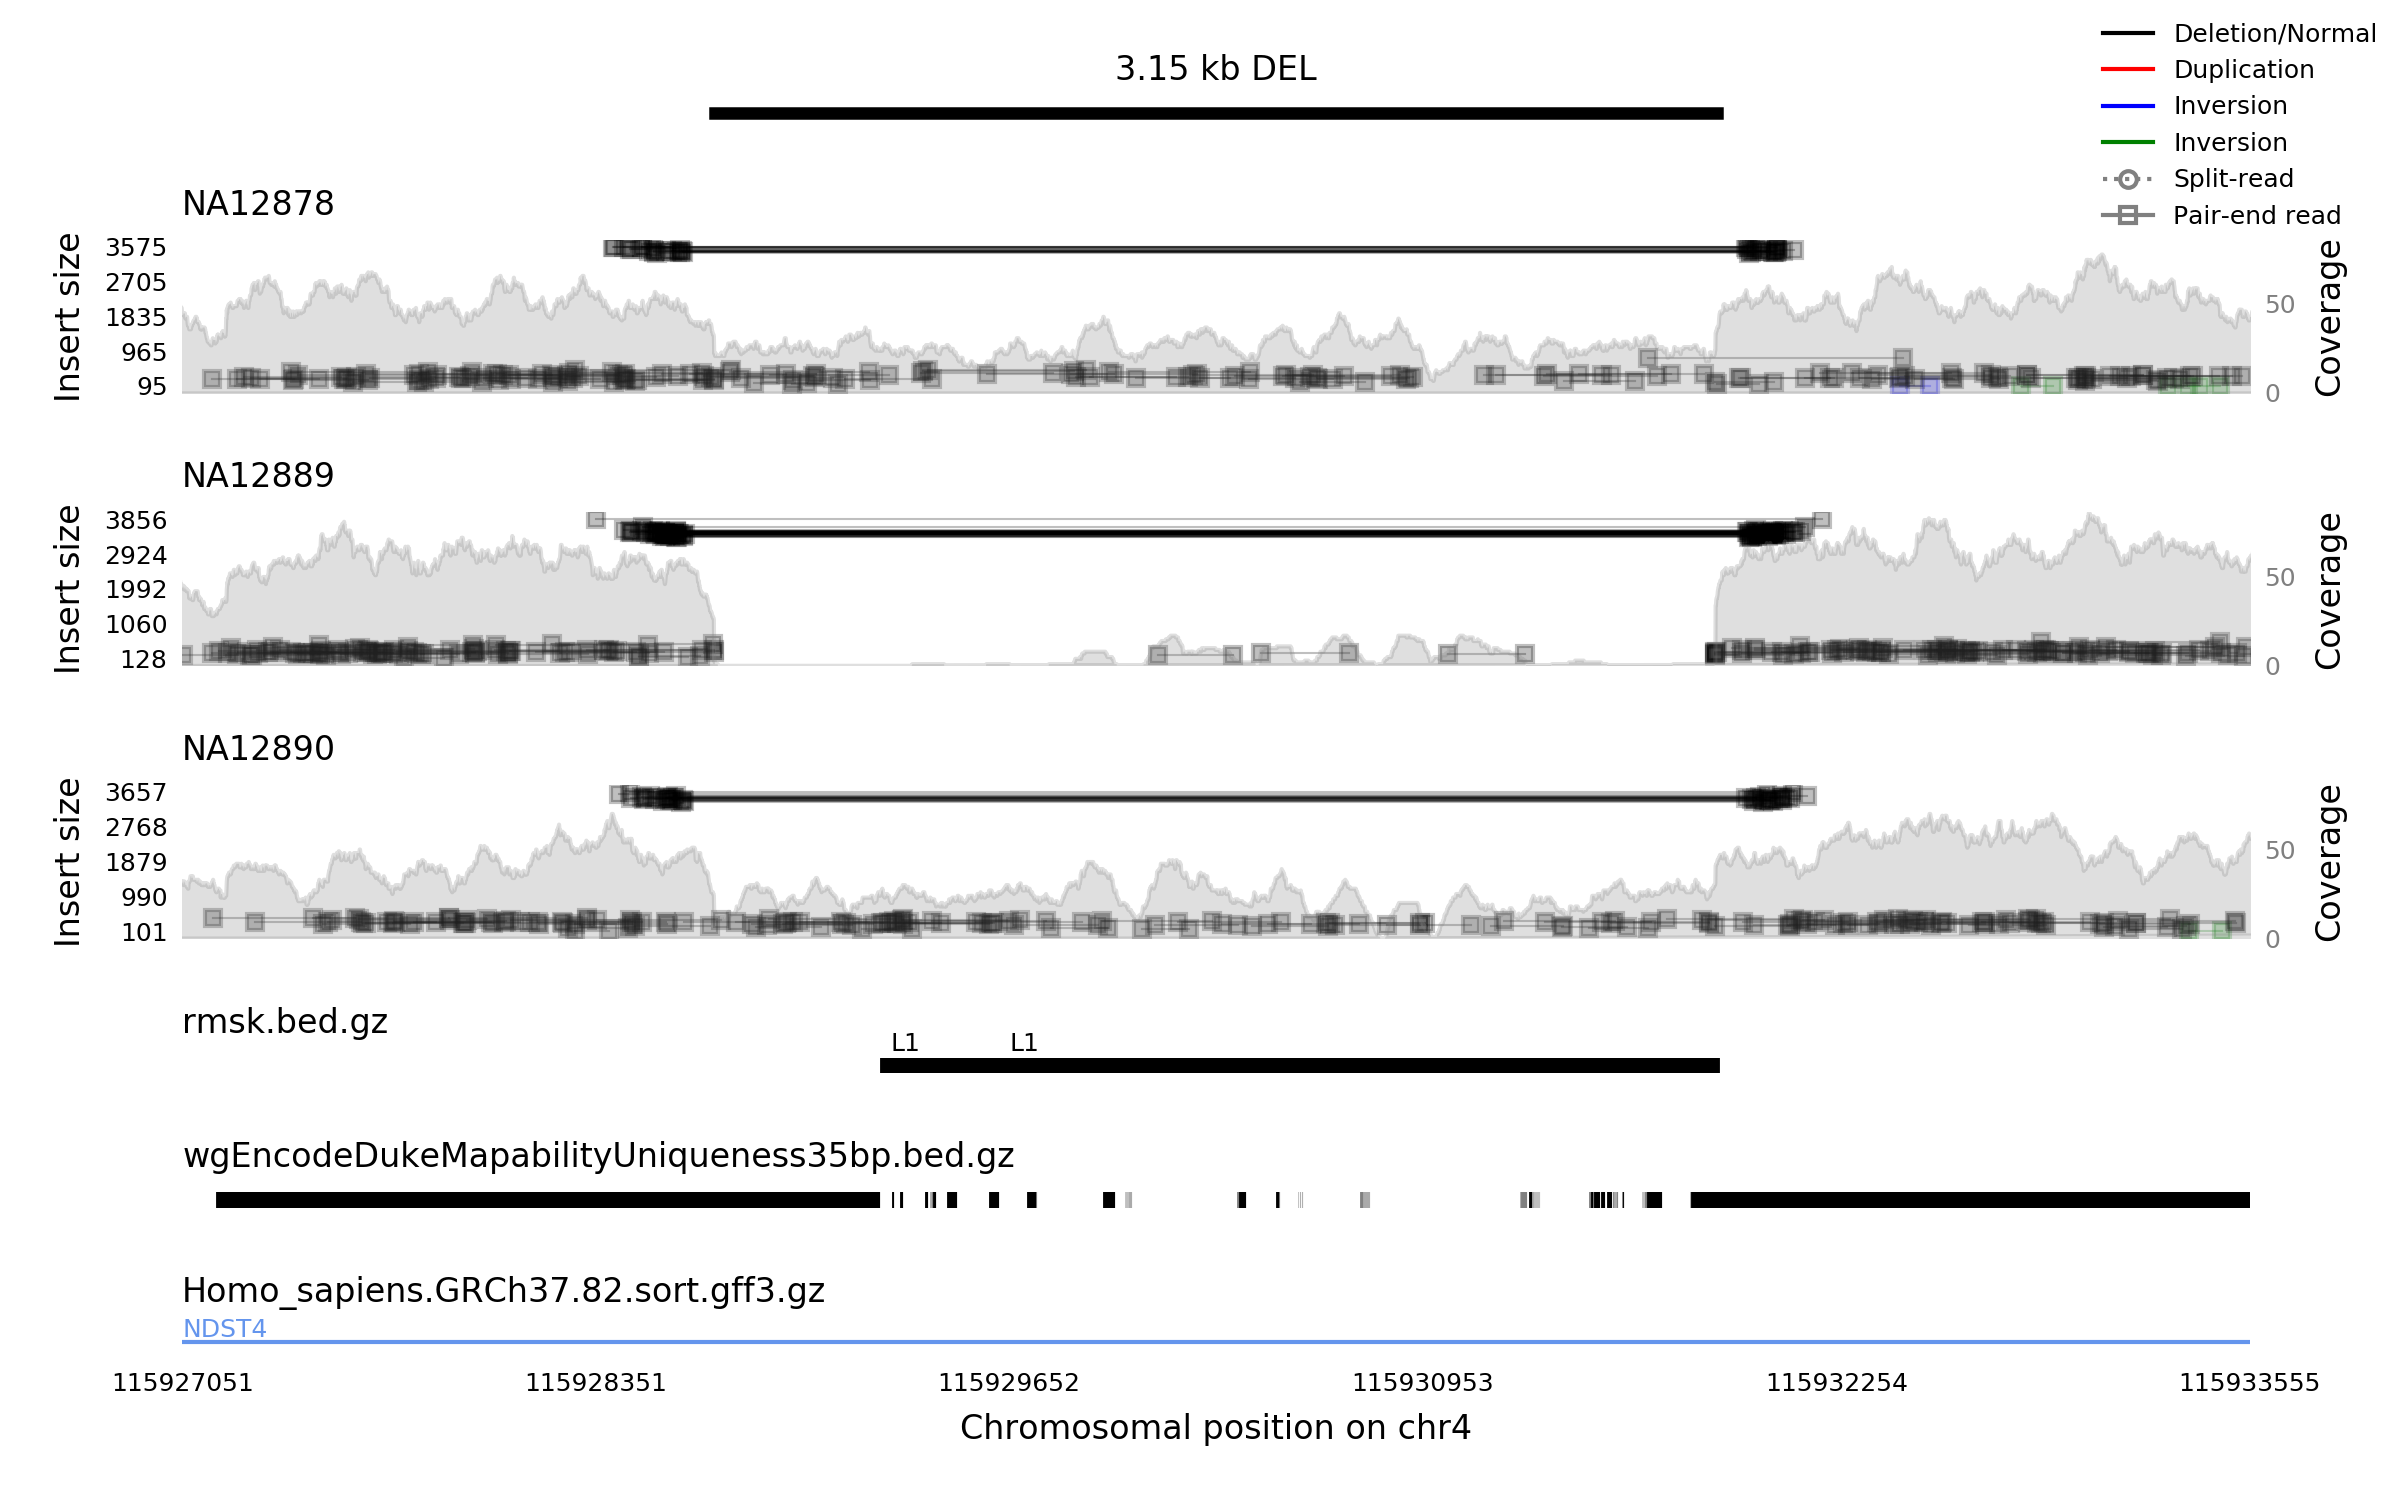 Deletion/Normal
Duplication
Inversion
Inversion
Split-read
Pair-end read
3.15 kb DEL
NA12878
Insert size
3575
2705
1835
965
95
50
0
Coverage
NA12889
Insert size
3856
2924
1992
1060
128
50
0
Coverage
NA12890
Insert size
3657
2768
1879
990
101
50
0
Coverage
rmsk.bed.gz
L1 L1
wgEncodeDukeMapabilityUniqueness35bp.bed.gz
Homo_sapiens.GRCh37.82.sort.gff3.gz
NDST4
115927051 115928351 115929652 115930953 115932254 115933555
Chromosomal position on chr4